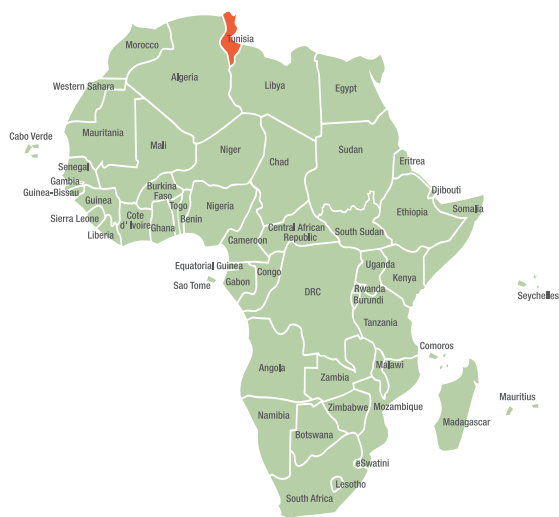 Tunisia
Morocco
Algeria
Libya
Egypt
Western Sahara
Mauritania
Mali
Niger
Chad
Sudan
Eritrea
Cabo Verde
Senegal
Gambia
Guinea-Bissau
Guinea
Sierra Leone
Liberia
Cote
d' Ivoire
Burkina
Faso
Ghana
Togo
Benin
Nigeria
Cameroon
Central African
Republic
South Sudan
Ethiopia
Djibouti
Somalia
Equatorial Guinea
Sao Tome
Gabon
Congo
DRC
Uganda
Kenya
Rwanda
Burundi
Tanzania
Seychelles
Comoros
Angola
Zambia
Malawi
Mozambique
Zimbabwe
Mauritius
Madagascar
Namibia
Botswana
eSwatini
Lesotho
South Africa